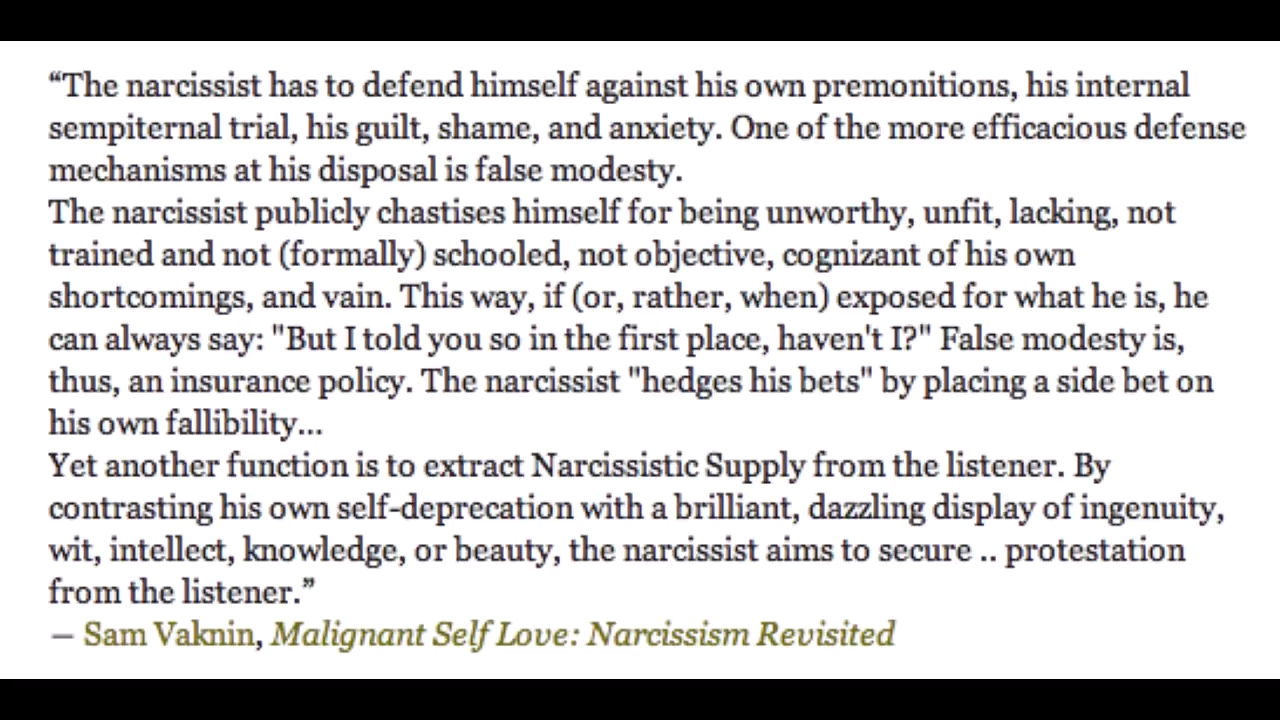 “The narcissist has to defend himself against his own premonitions, his internal
sempiternal trial, his guilt, shame, and anxiety. One of the more efficacious defense
mechanisms at his disposal is false modesty.
The narcissist publicly chastises himself for being unworthy, unfit, lacking, not
trained and not (formally) schooled, not objective, cognizant of his own
shortcomings, and vain. This way, if (or, rather, when) exposed for what he is, he
can always say: "But I told you so in the first place, haven't I?" False modesty is,
thus, an insurance policy. The narcissist "hedges his bets" by placing a side bet on
his own fallibility...
Yet another function is to extract Narcissistic Supply from the listener. By
contrasting his own self-deprecation with a brilliant, dazzling display of ingenuity,
wit, intellect, knowledge, or beauty, the narcissist aims to secure .. protestation
from the listener.”
― Sam Vaknin, Malignant Self Love: Narcissism Revisited